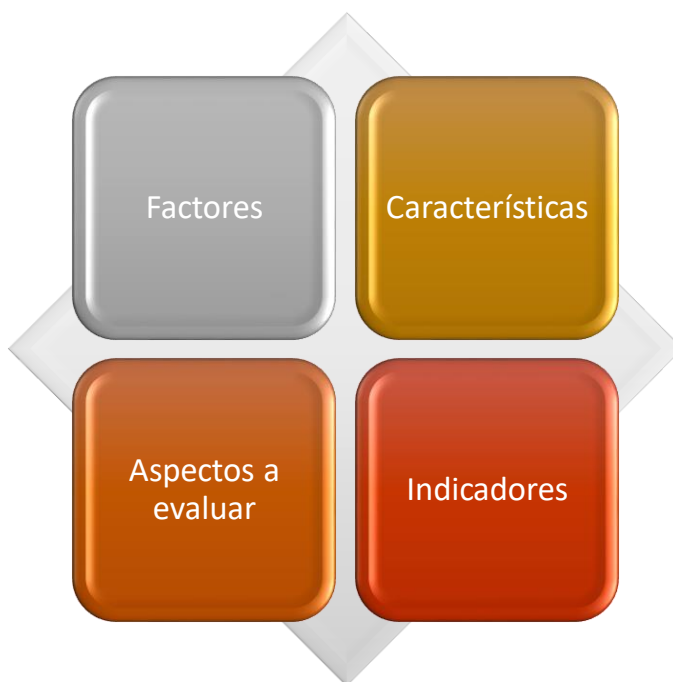 Factores
Características
Aspectos a
evaluar
Indicadores